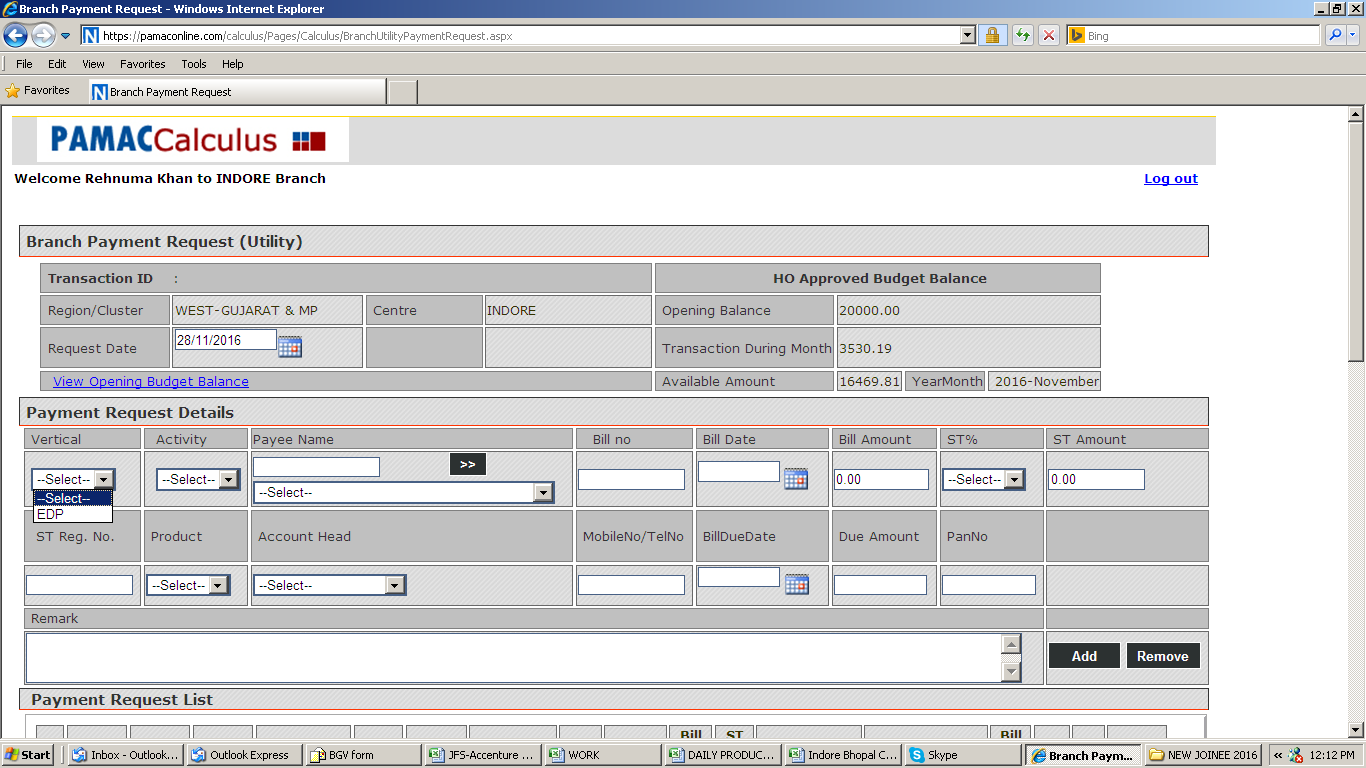 Branch Payment Request - Windows Internet Explorer
https://pamaconline.com/calculus/Pages/Calculus/BranchUtilityPaymentRequest.aspx
Bing
File Edit View Favorites Tools Help
Favorites Branch Payment Request
PAMACCalculus
Welcome Rehnuma Khan to INDORE Branch Log out
Branch Payment Request (Utility)
Transaction ID : HO Approved Budget Balance
Region/Cluster WEST-GUJARAT & MP Centre INDORE Opening Balance 20000.00
Request Date 28/11/2016 Transaction During Month 3530.19
View Opening Budget Balance Available Amount 16469.81 YearMonth 2016-November
Payment Request Details
Vertical Activity Payee Name Bill no Bill Date Bill Amount ST% ST Amount
>>
--Select-- --Select-- 0.00 --Select-- 0.00
--Select-- --Select--
EDP
ST Reg. No. Product Account Head MobileNo/TelNo BillDueDate Due Amount PanNo
--Select-- --Select--
Remark
Add Remove
Payment Request List
Bill ST Bill
Start Inbox - Outlook... Outlook Express BGV form JFS-Accenture ... WORK DAILY PRODUC... Indore Bhopal C... Skype Branch Paym... NEW JOINEE 2016 « 12:12 PM